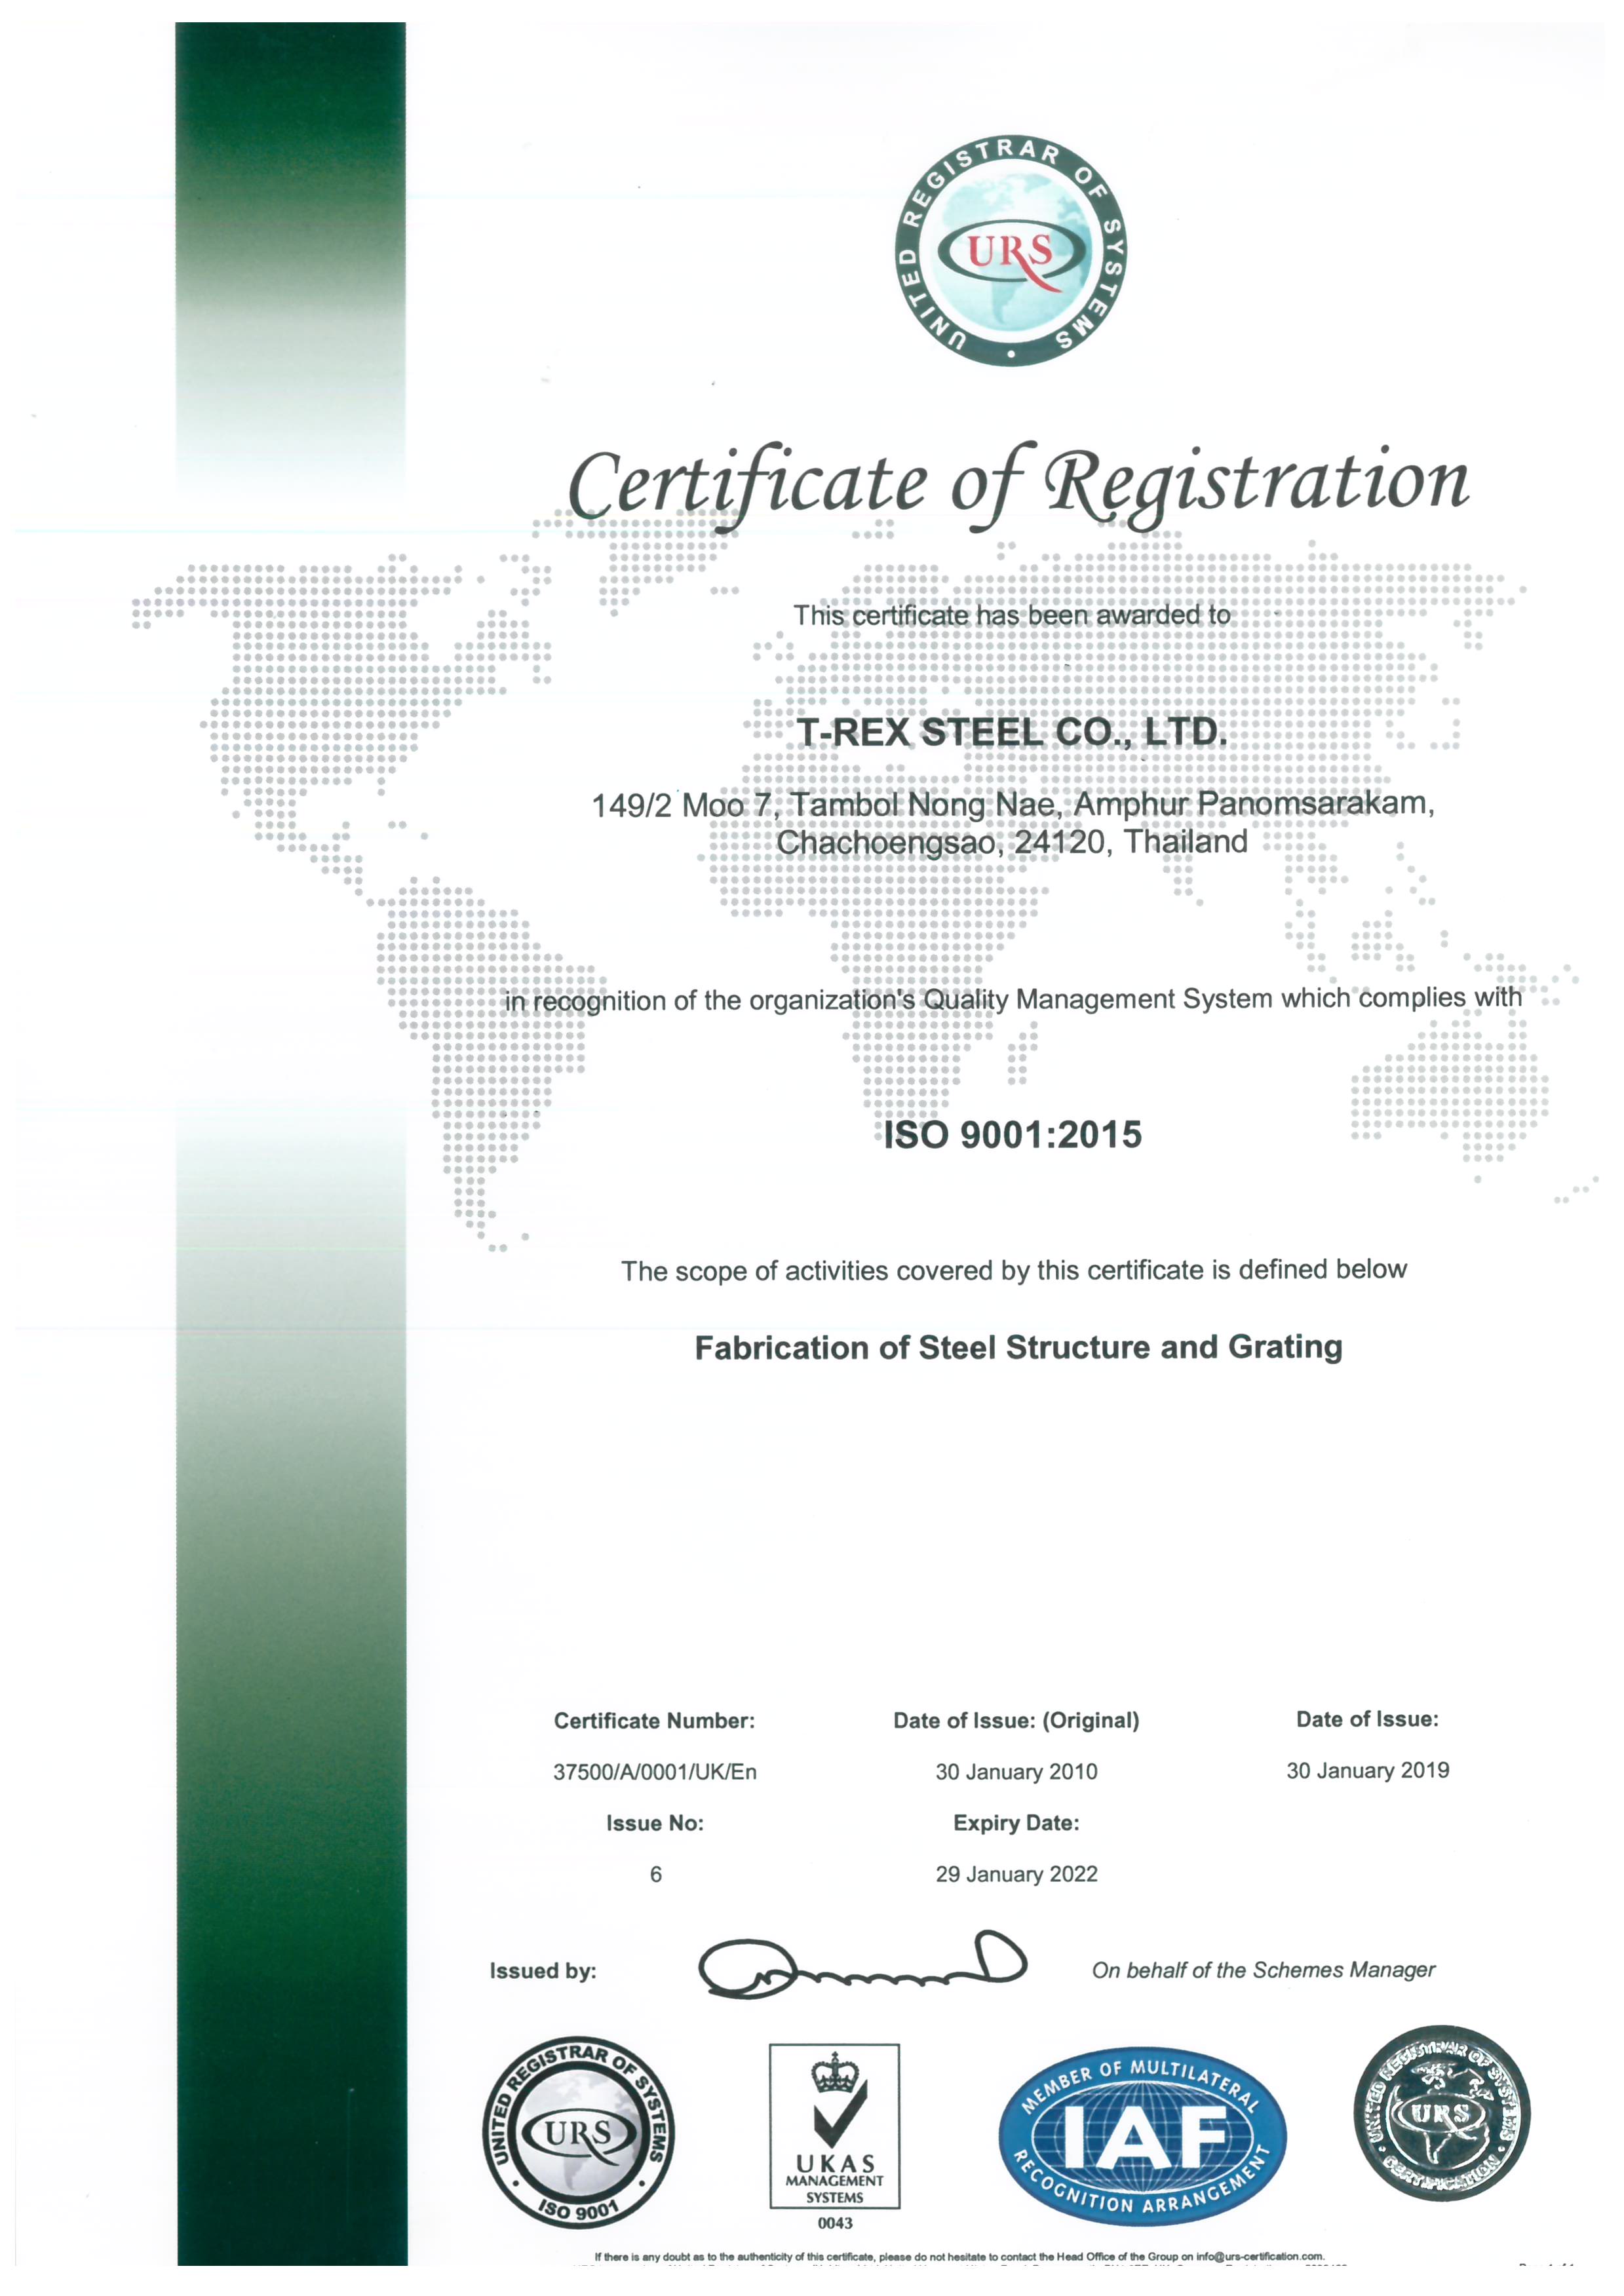 UNITED REGISTRAR OF SYSTEMS
URS
Certificate of Registration
This certificate has been awarded to
T-REX STEEL CO., LTD.
149/2 Moo 7, Tambol Nong Nae, Amphur Panomsarakam,
Chachoengsao, 24120, Thailand
in recognition of the organization's Quality Management System which complies with
ISO 9001:2015
The scope of activities covered by this certificate is defined below
Fabrication of Steel Structure and Grating
Certificate Number: Date of Issue: (Original) Date of Issue:
37500/A/0001/UK/En 30 January 2010 30 January 2019
Issue No: Expiry Date:
6 29 January 2022
Issued by: On behalf of the Schemes Manager
UNITED REGISTRAR OF SYSTEMS
URS
ISO 9001
UKAS
MANAGEMENT
SYSTEMS
0043
MEMBER OF MULTILATERAL
IAF
RECOGNITION ARRANGEMENT
UNITED REGISTRAR OF SYSTEMS
URS
CERTIFICATION
If there is any doubt as to the authenticity of this certificate, please do not hesitate to contact the Head Office of the Group on info@urs-certification.com.